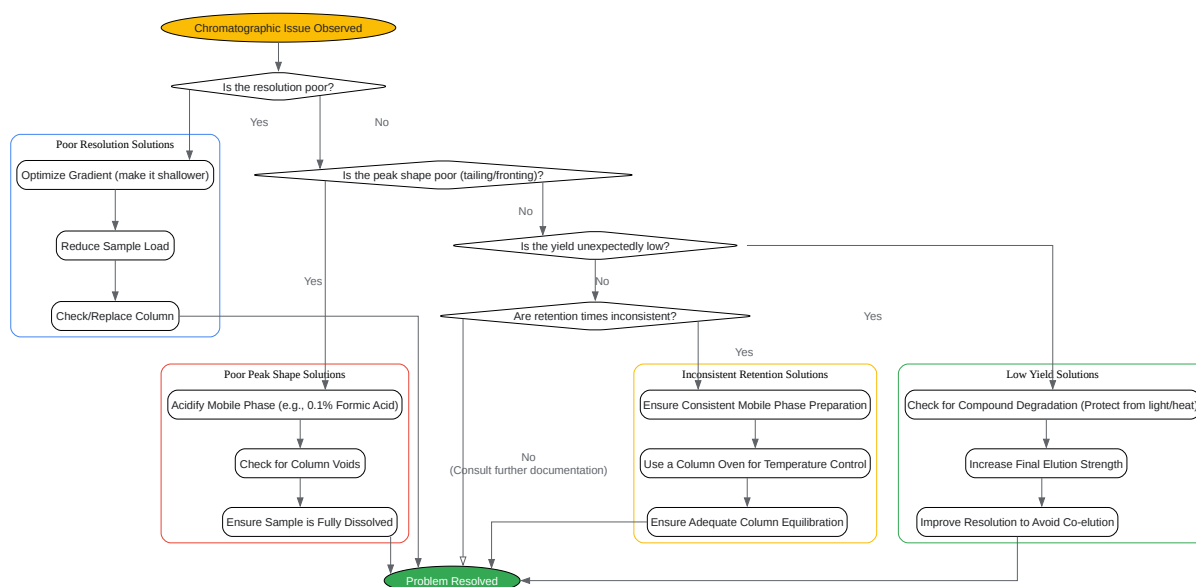 Chromatographic Issue Observed
Is the resolution poor?
Yes
No
Poor Resolution Solutions
Optimize Gradient (make it shallower)
Is the peak shape poor (tailing/fronting)?
No
Reduce Sample Load
Is the yield unexpectedly low?
Yes
No
Check/Replace Column
Are retention times inconsistent?
Yes
Yes
Poor Peak Shape Solutions
Inconsistent Retention Solutions
Low Yield Solutions
Acidify Mobile Phase (e.g., 0.1% Formic Acid)
Ensure Consistent Mobile Phase Preparation
Check for Compound Degradation (Protect from light/heat)
No
(Consult further documentation)
Check for Column Voids
Use a Column Oven for Temperature Control
Increase Final Elution Strength
Ensure Sample is Fully Dissolved
Ensure Adequate Column Equilibration
Improve Resolution to Avoid Co-elution
Problem Resolved